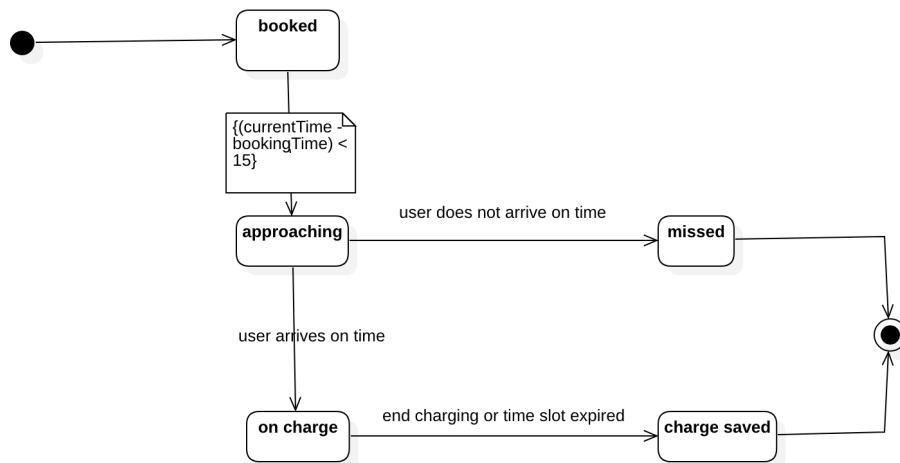 booked
{(currentTime -
bookingTime) <
15}
approaching
user does not arrive on time
missed
user arrives on time
on charge
end charging or time slot expired
charge saved